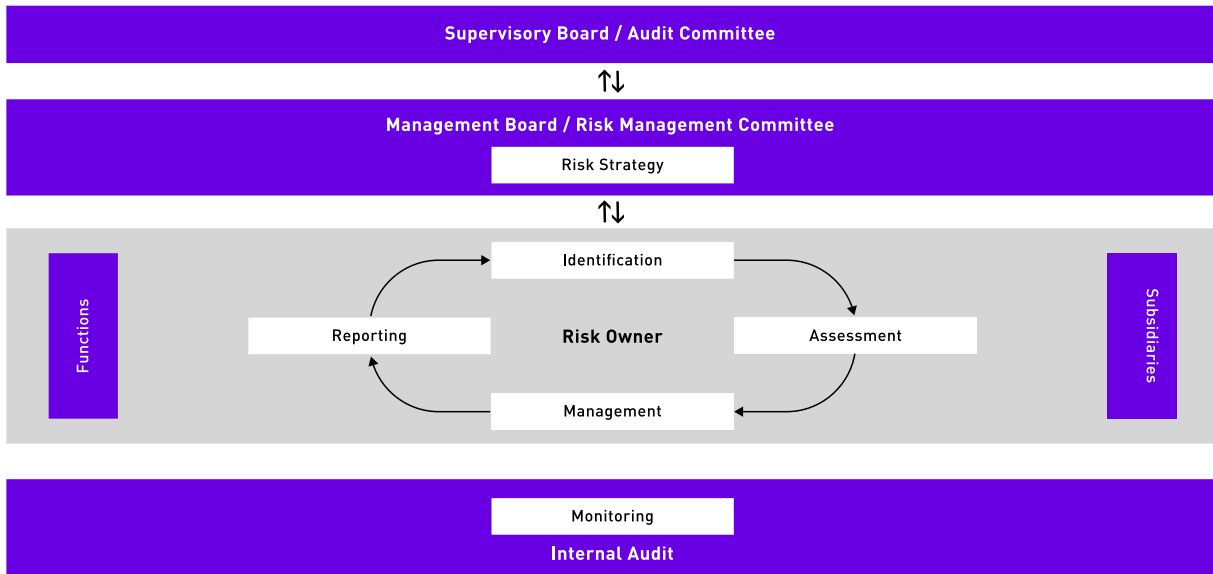 Supervisory Board / Audit Committee
Management Board / Risk Management Committee
Risk Strategy
Functions
Identification
Reporting
Risk Owner
Assessment
Management
Subsidiaries
Monitoring
Internal Audit